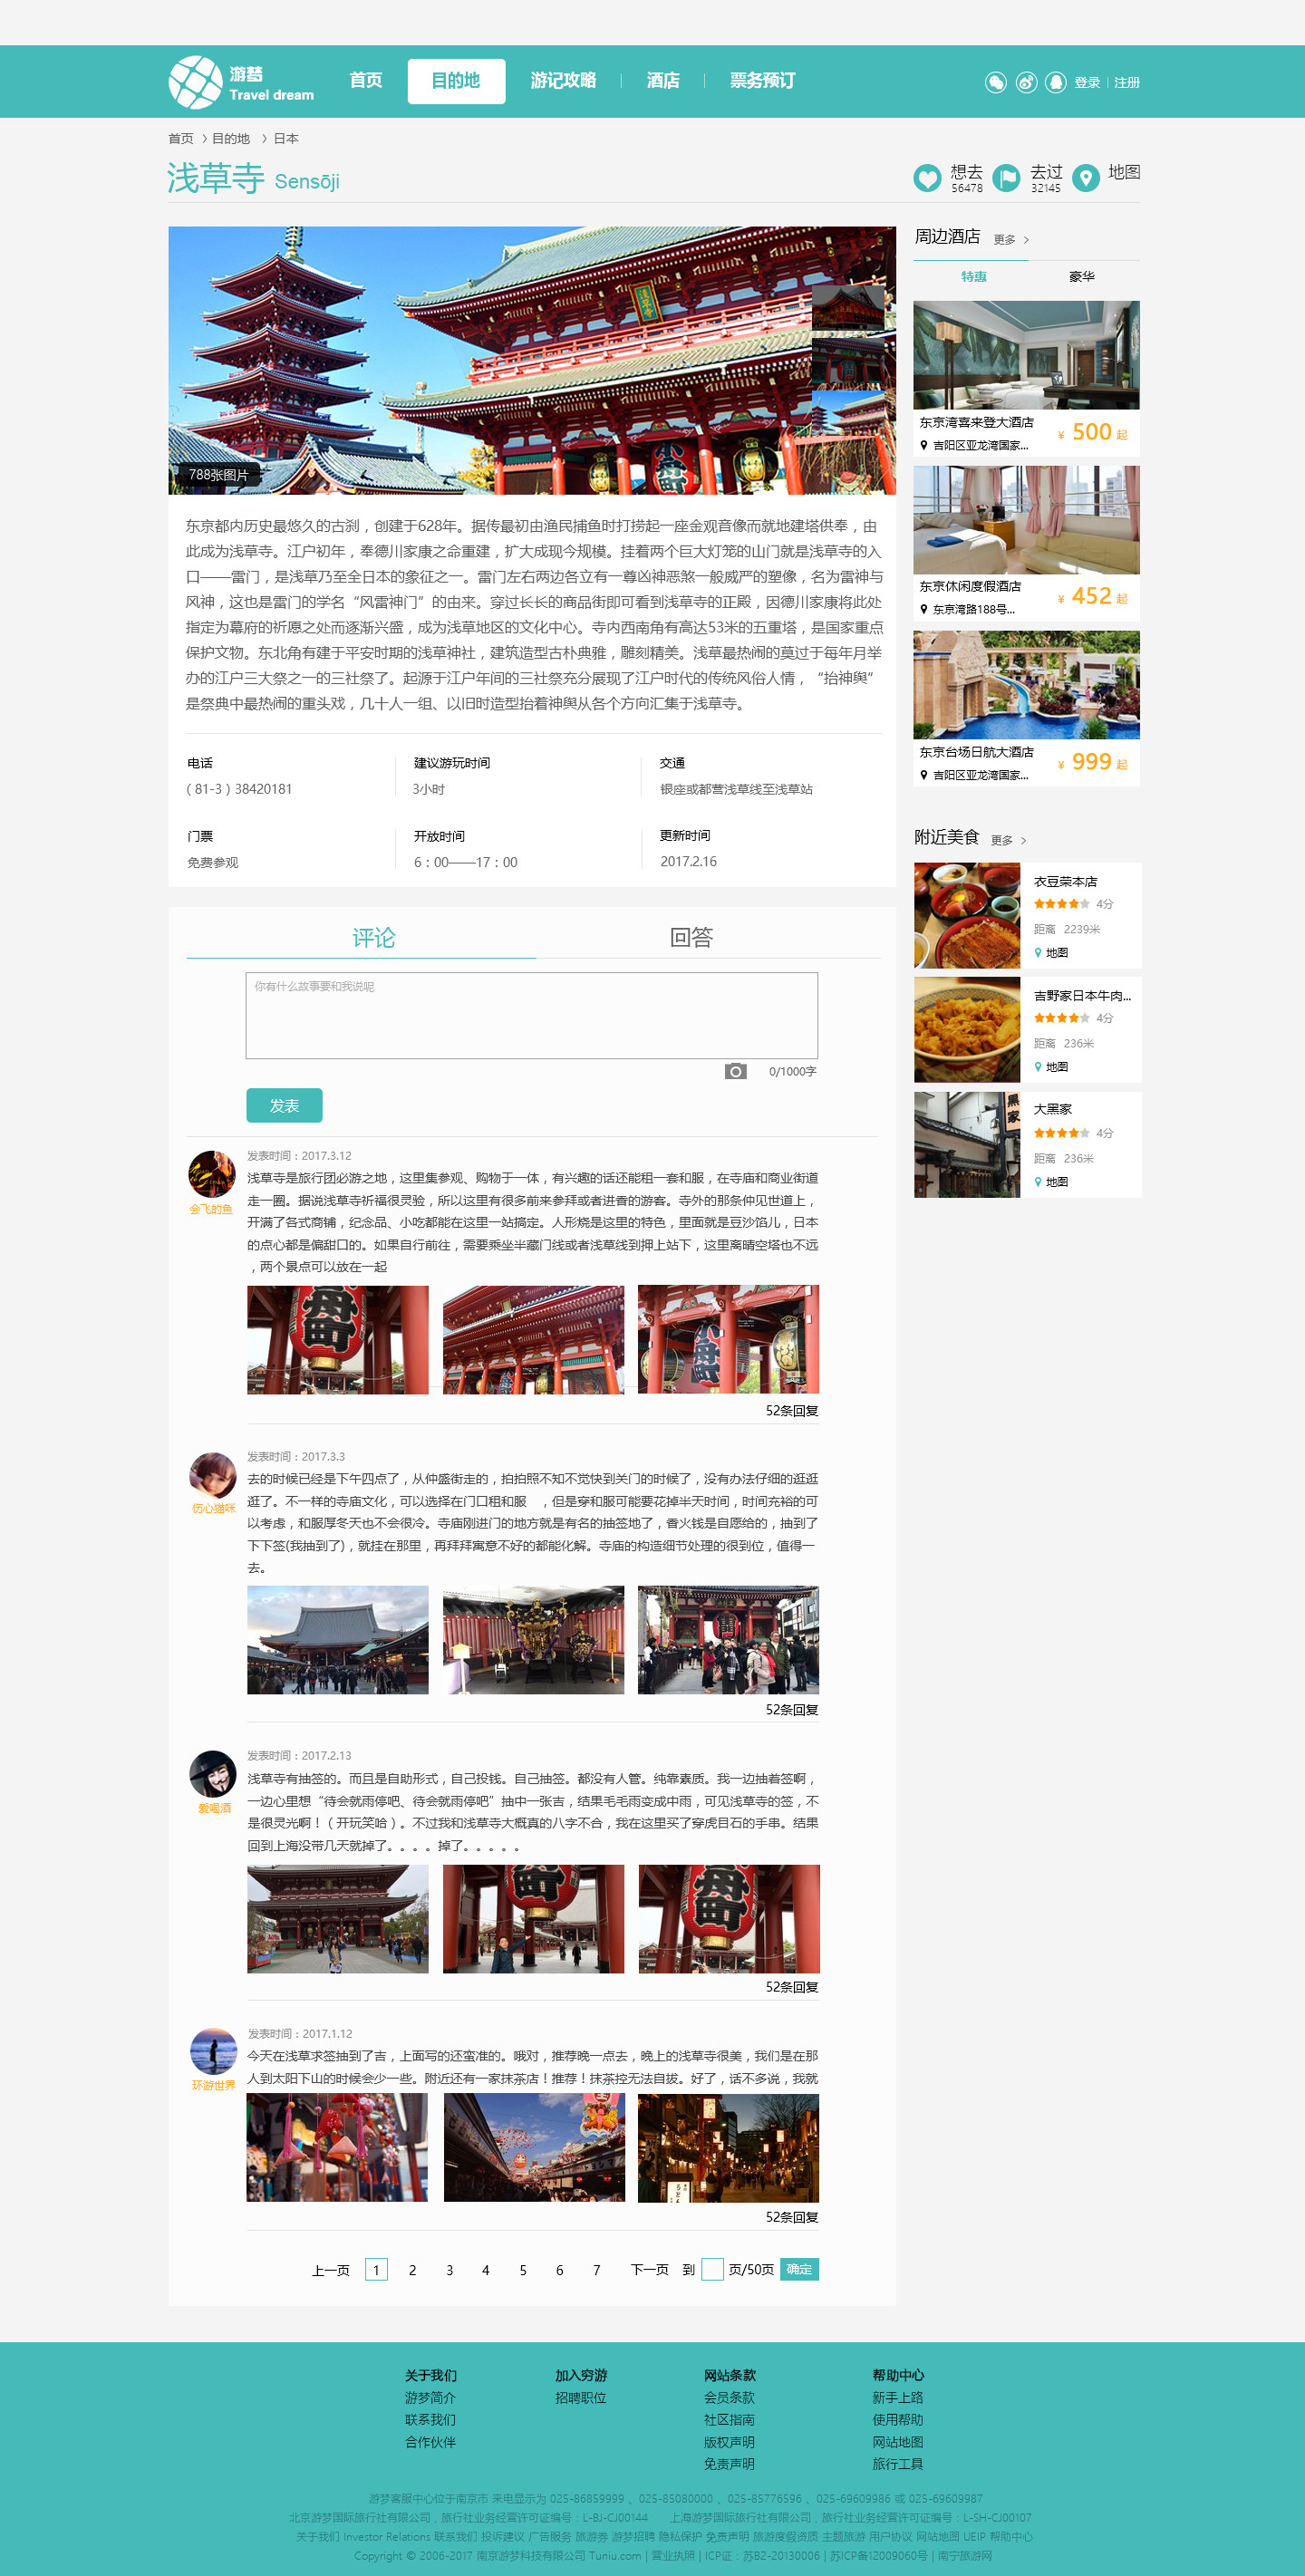 游梦
Travel dream
首页
目的地
游记攻略
酒店
票务预订
登录
注册
首页 > 目的地 > 日本
浅草寺 Sensōji
想去
56478
去过
32145
地图
浅草寺
788张图片
东京都内历史最悠久的古刹，创建于628年。据传最初由渔民捕鱼时打捞起一座金观音像而就地建塔供奉，由
此成为浅草寺。江户初年，奉德川家康之命重建，扩大成现今规模。挂着两个巨大灯笼的山门就是浅草寺的入
口——雷门，是浅草乃至全日本的象征之一。雷门左右两边各立有一尊凶神恶煞一般威严的塑像，名为雷神与
风神，这也是雷门的学名“风雷神门”的由来。穿过长长的商品街即可看到浅草寺的正殿，因德川家康将此处
指定为幕府的祈愿之处而逐渐兴盛，成为浅草地区的文化中心。寺内西南角有高达53米的五重塔，是国家重点
保护文物。东北角有建于平安时期的浅草神社，建筑造型古朴典雅，雕刻精美。浅草最热闹的莫过于每年月举
办的江户三大祭之一的三社祭了。起源于江户年间的三社祭充分展现了江户时代的传统风俗人情，“抬神舆”
是祭典中最热闹的重头戏，几十人一组、以旧时造型抬着神舆从各个方向汇集于浅草寺。
电话
（81-3）38420181
建议游玩时间
3小时
交通
银座或都营浅草线至浅草站
门票
免费参观
开放时间
6：00——17：00
更新时间
2017.2.16
周边酒店 更多 >
特惠
豪华
东京湾喜来登大酒店
吉阳区亚龙湾国家...
¥ 500 起
东京休闲度假酒店
东京湾路188号...
¥ 452 起
东京台场日航大酒店
吉阳区亚龙湾国家...
¥ 999 起
附近美食 更多 >
衣豆荣本店
4分
距离 2239米
地图
吉野家日本牛肉...
4分
距离 236米
地图
大黑家
4分
距离 236米
地图
评论
回答
你有什么故事要和我说呢
0/1000字
发表
会飞的鱼
发表时间：2017.3.12
浅草寺是旅行团必游之地，这里集参观、购物于一体，有兴趣的话还能租一套和服，在寺庙和商业街道
走一圈。据说浅草寺祈福很灵验，所以这里有很多前来参拜或者进香的游客。寺外的那条仲见世道上，
开满了各式商铺，纪念品、小吃都能在这里一站搞定。人形烧是这里的特色，里面就是豆沙馅儿，日本
的点心都是偏甜口的。如果自行前往，需要乘坐半藏门线或者浅草线到押上站下，这里离晴空塔也不远
，两个景点可以放在一起
52条回复
伤心猫咪
发表时间：2017.3.3
去的时候已经是下午四点了，从仲盛街走的，拍拍照不知不觉快到关门的时候了，没有办法仔细的逛逛
逛了。不一样的寺庙文化，可以选择在门口租和服 ，但是穿和服可能要花掉半天时间，时间充裕的可
以考虑，和服厚冬天也不会很冷。寺庙刚进门的地方就是有名的抽签地了，香火钱是自愿给的，抽到了
下下签(我抽到了)，就挂在那里，再拜拜寓意不好的都能化解。寺庙的构造细节处理的很到位，值得一
去。
52条回复
爱喝酒
发表时间：2017.2.13
浅草寺有抽签的。而且是自助形式，自己投钱。自己抽签。都没有人管。纯靠素质。我一边抽着签啊，
一边心里想“待会就雨停吧、待会就雨停吧”抽中一张吉，结果毛毛雨变成中雨，可见浅草寺的签，不
是很灵光啊！（开玩笑哈）。不过我和浅草寺大概真的八字不合，我在这里买了穿虎目石的手串。结果
回到上海没带几天就掉了。。。。掉了。。。。。
52条回复
环游世界
发表时间：2017.1.12
今天在浅草求签抽到了吉，上面写的还蛮准的。哦对，推荐晚一点去，晚上的浅草寺很美，我们是在那
人到太阳下山的时候会少一些。附近还有一家抹茶店！推荐！抹茶控无法自拔。好了，话不多说，我就
52条回复
上一页 1 2 3 4 5 6 7 下一页 到 页/50页 确定
关于我们
游梦简介
联系我们
合作伙伴
加入穷游
招聘职位
网站条款
会员条款
社区指南
版权声明
免责声明
帮助中心
新手上路
使用帮助
网站地图
旅行工具
游梦客服中心位于南京市 来电显示为 025-86859999 、025-85080000 、025-85776596 、025-69609986 或 025-69609987
北京游梦国际旅行社有限公司，旅行社业务经营许可证编号：L-BJ-CJ00144 上海游梦国际旅行社有限公司，旅行社业务经营许可证编号：L-SH-CJ00107
关于我们 Investor Relations 联系我们 投诉建议 广告服务 旅游券 游梦招聘 隐私保护 免责声明 旅游度假资质 主题旅游 用户协议 网站地图 UEIP 帮助中心
Copyright © 2006-2017 南京游梦科技有限公司 Tuniu.com | 营业执照 | ICP证：苏B2-20130006 | 苏ICP备12009060号 | 南宁旅游网